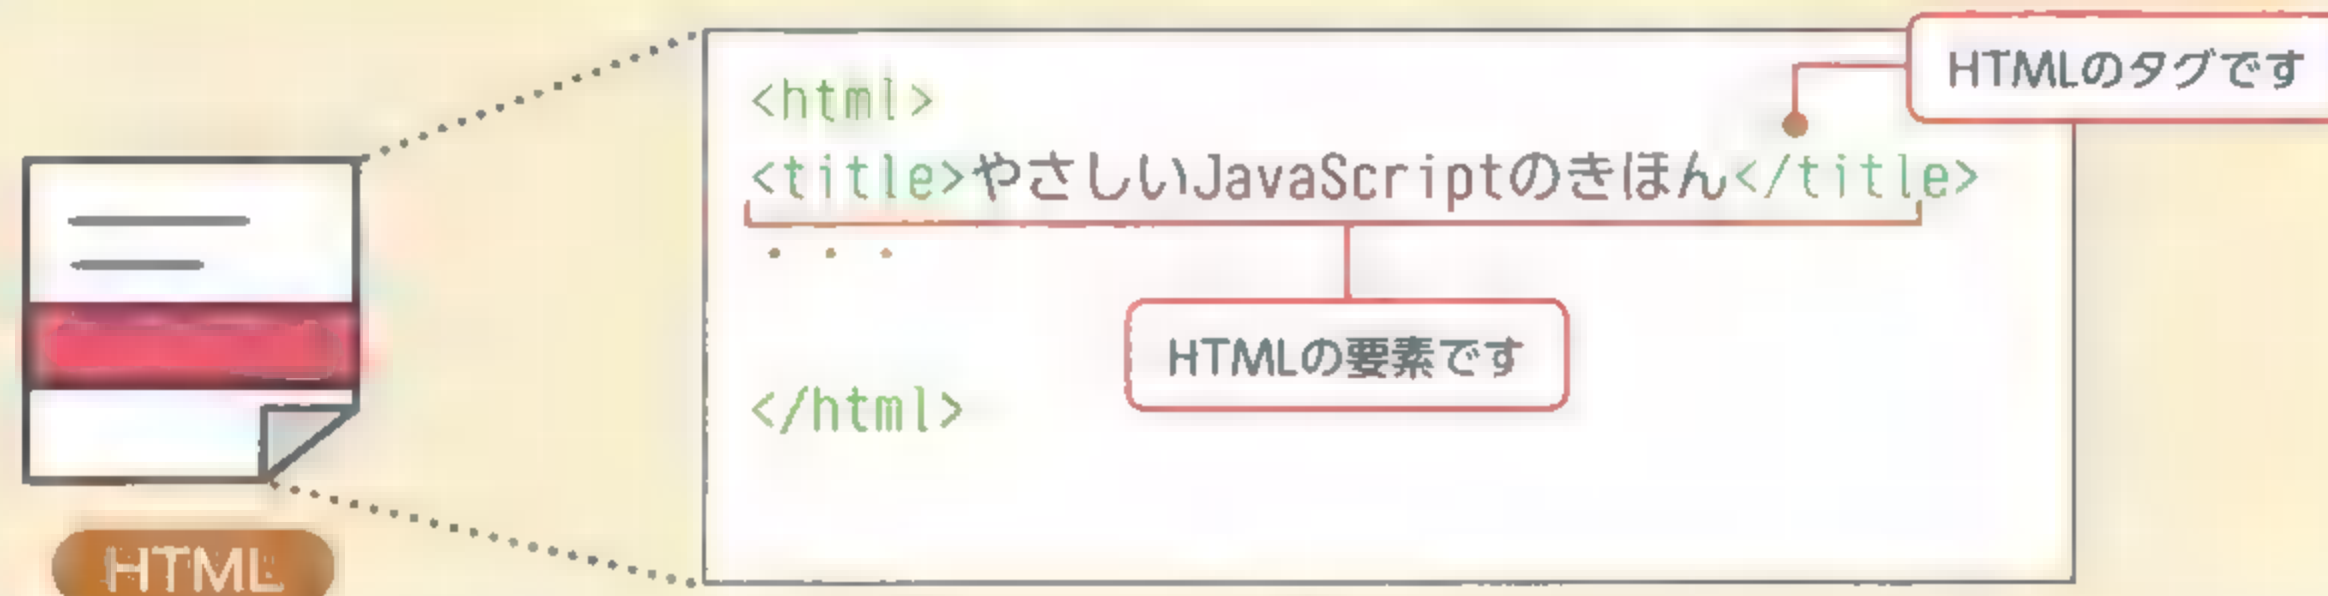 HTMLのタグです
<html>
<title>やさしいJavaScriptのきほん</title>
・・・
HTMLの要素です
</html>
HTML